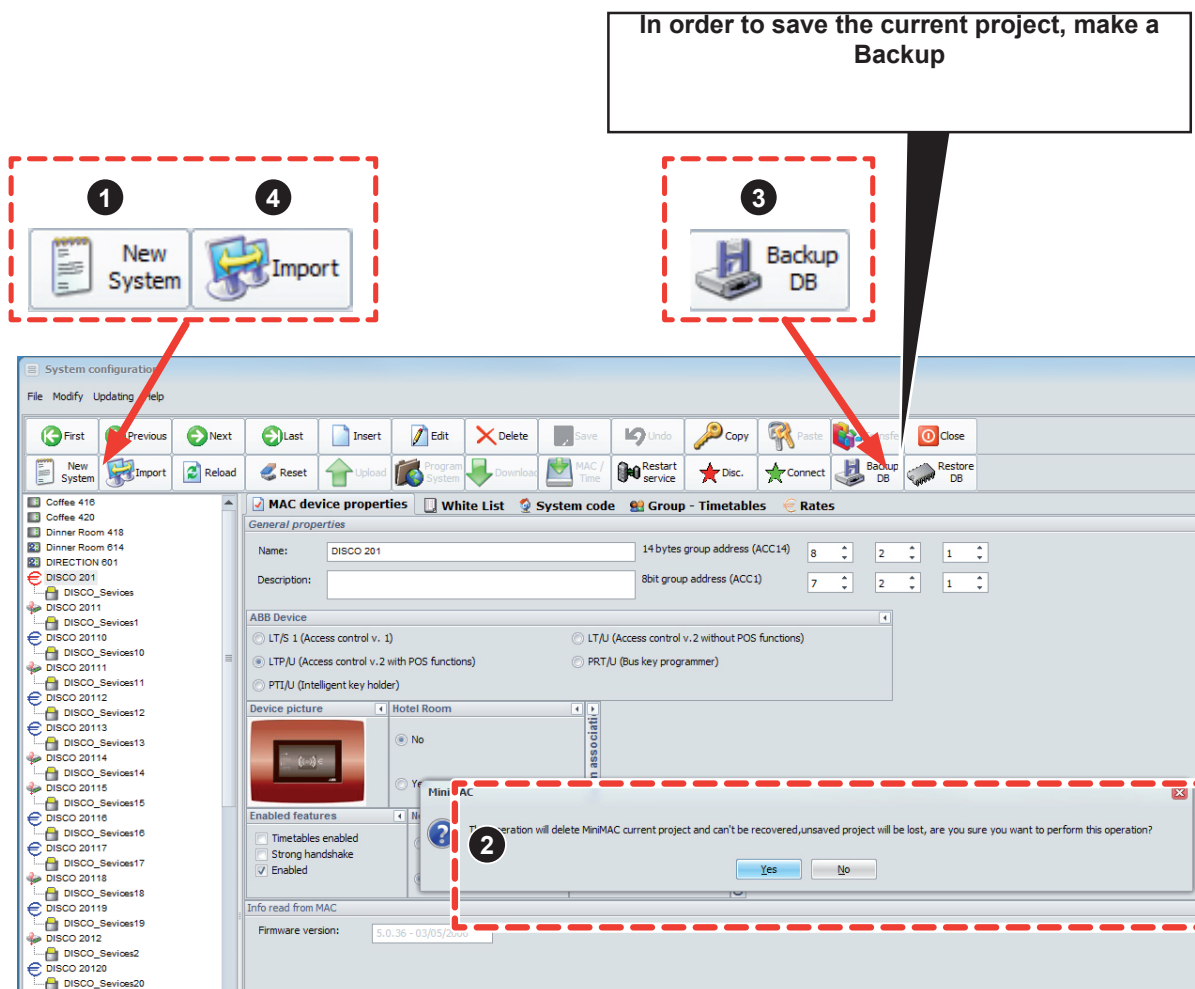 In order to save the current project, make a
Backup
1
4
3
New
System
Import
Backup
DB
System configuration
File Modify Updating Help
First
Previous
Next
Last
Insert
Edit
Delete
Save
Undo
Copy
Paste
Close
New
System
Import
Reload
Reset
Upload
Program
System
Download
MAC /
Time
Restart
service
Disc.
Connect
Backup
DB
Restore
DB
Coffee 416
Coffee 420
Dinner Room 418
Dinner Room 614
DIRECTION 601
DISCO 201
DISCO_Sevices
DISCO 2011
DISCO_Sevices1
DISCO 20110
DISCO_Sevices10
DISCO 20111
DISCO_Sevices11
DISCO 20112
DISCO_Sevices12
DISCO 20113
DISCO_Sevices13
DISCO 20114
DISCO_Sevices14
DISCO 20115
DISCO_Sevices15
DISCO 20116
DISCO_Sevices16
DISCO 20117
DISCO_Sevices17
DISCO 20118
DISCO_Sevices18
DISCO 20119
DISCO_Sevices19
DISCO 2012
DISCO_Sevices2
DISCO 20120
DISCO_Sevices20
MAC device properties White List System code Group - Timetables Rates
General properties
Name: DISCO 201 14 bytes group address (ACC14) 8 2 1
Description: 8bit group address (ACC1) 7 2 1
ABB Device
LT/S 1 (Access control v. 1) LT/U (Access control v.2 without POS functions)
LTP/U (Access control v.2 with POS functions) PRT/U (Bus key programmer)
PTI/U (Intelligent key holder)
Device picture
Hotel Room
No
Enabled features
Timetables enabled
Strong handshake
Enabled
2
operation will delete MiniMAC current project and can't be recovered,unsaved project will be lost, are you sure you want to perform this operation?
Yes No
Info read from MAC
Firmware version: 5.0.36 - 03/05/2006